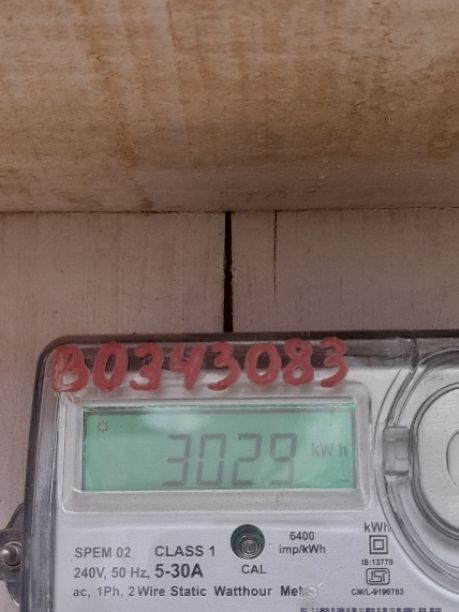 B0343083
3029 kWh
SPEM 02 CLASS 1
6400 imp/kWh
240V, 50 Hz, 5-30A
CAL
ac, 1Ph, 2 Wire Static Watthour
kWh
IS:13779
CM/L-9190783